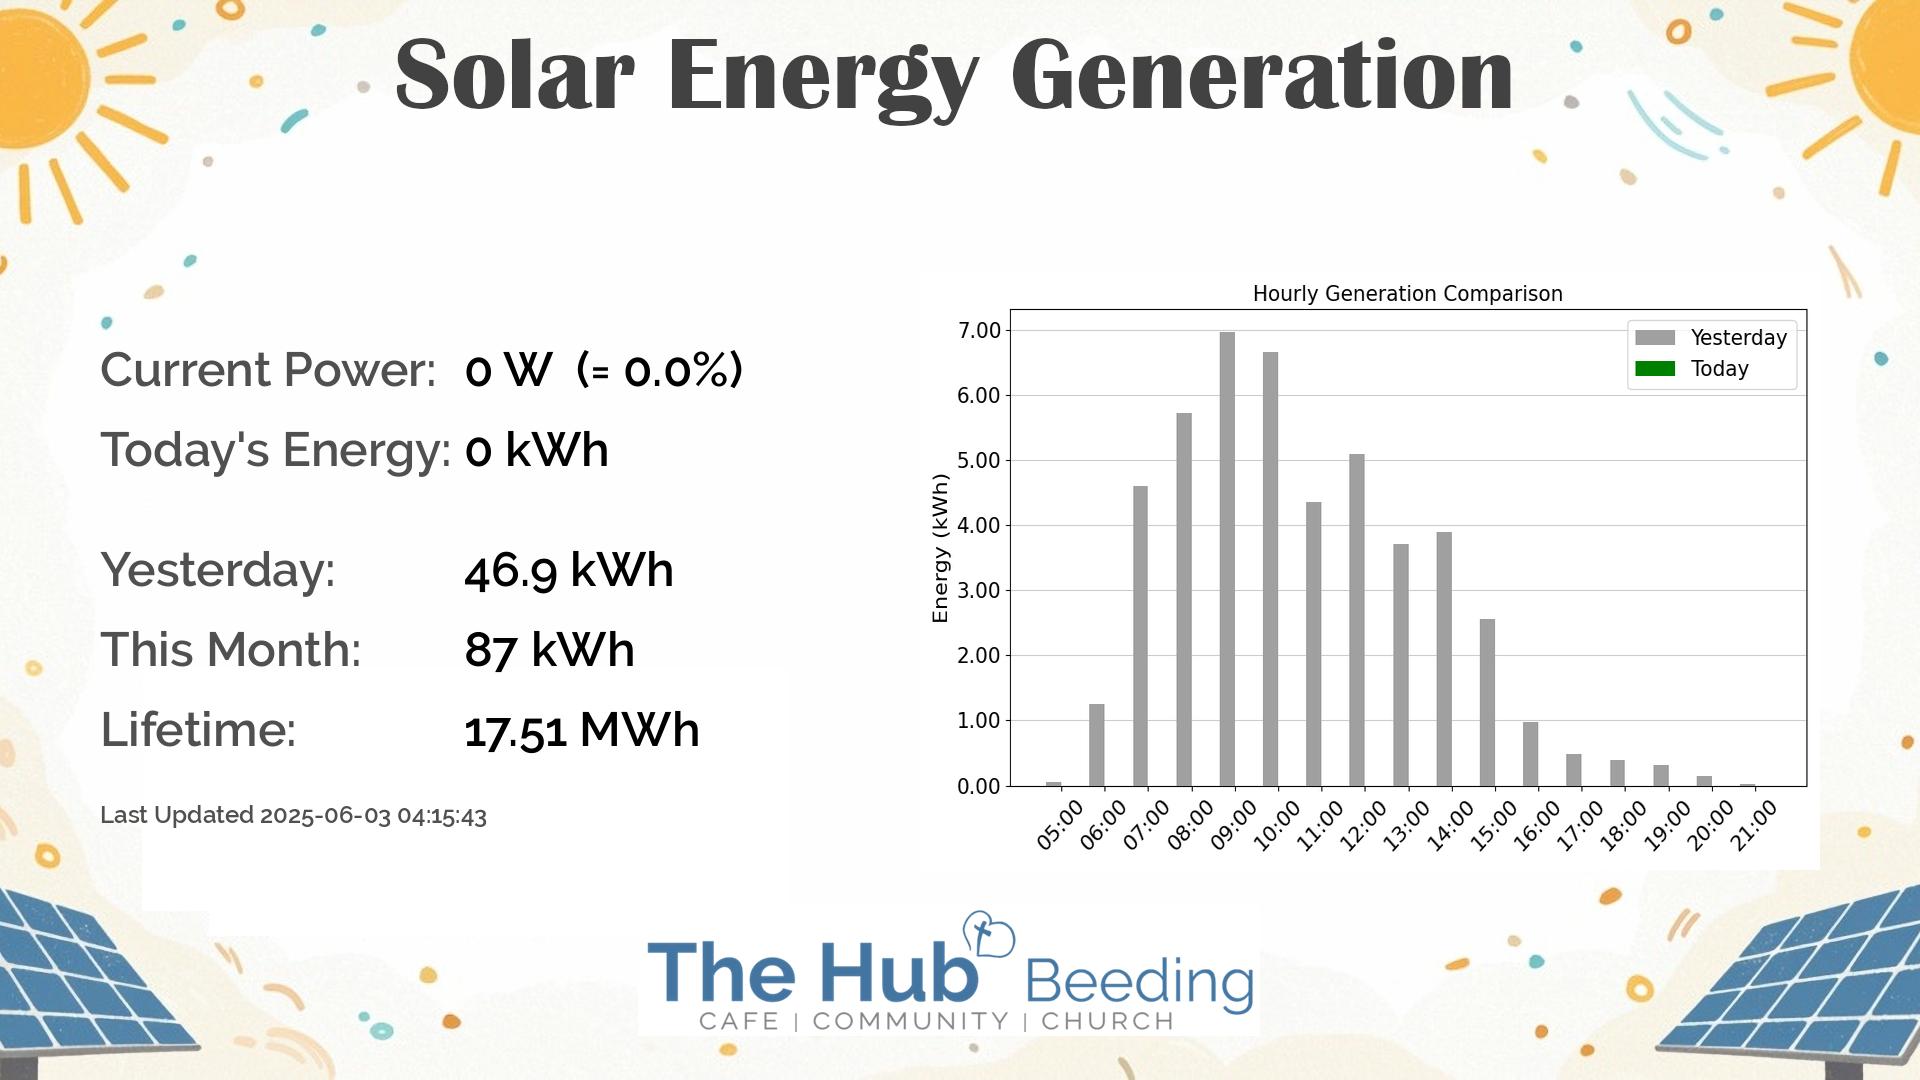 Solar Energy Generation
Current Power: 0 W (= 0.0%)
Today's Energy: 0 kWh
Yesterday: 46.9 kWh
This Month: 87 kWh
Lifetime: 17.51 MWh
Last Updated 2025-06-03 04:15:43
Hourly Generation Comparison
Yesterday
Today
Energy (kWh)
7.00
6.00
5.00
4.00
3.00
2.00
1.00
0.00
05:00 06:00 07:00 08:00 09:00 10:00 11:00 12:00 13:00 14:00 15:00 16:00 17:00 18:00 19:00 20:00 21:00
The Hub Beeding
CAFE | COMMUNITY | CHURCH